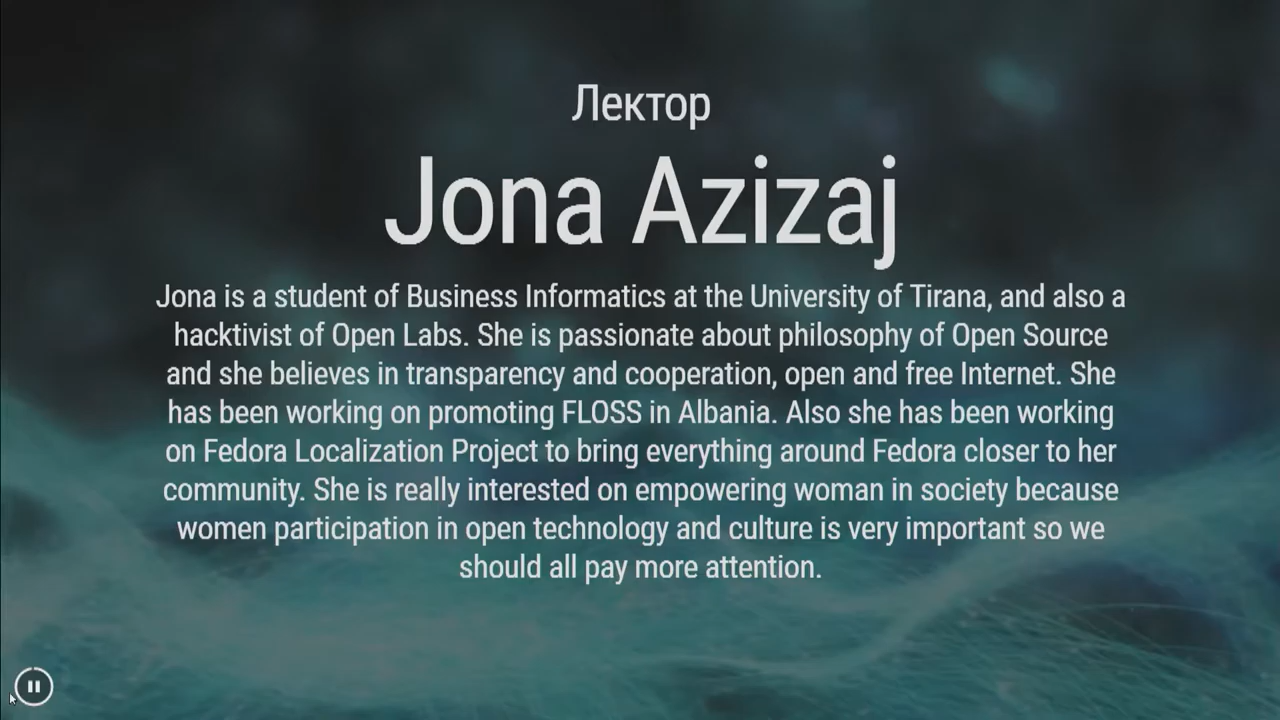 Лектор
Jona Azizaj
Jona is a student of Business Informatics at the University of Tirana, and also a
hacktivist of Open Labs. She is passionate about philosophy of Open Source
and she believes in transparency and cooperation, open and free Internet. She
has been working on promoting FLOSS in Albania. Also she has been working
on Fedora Localization Project to bring everything around Fedora closer to her
community. She is really interested on empowering woman in society because
women participation in open technology and culture is very important so we
should all pay more attention.